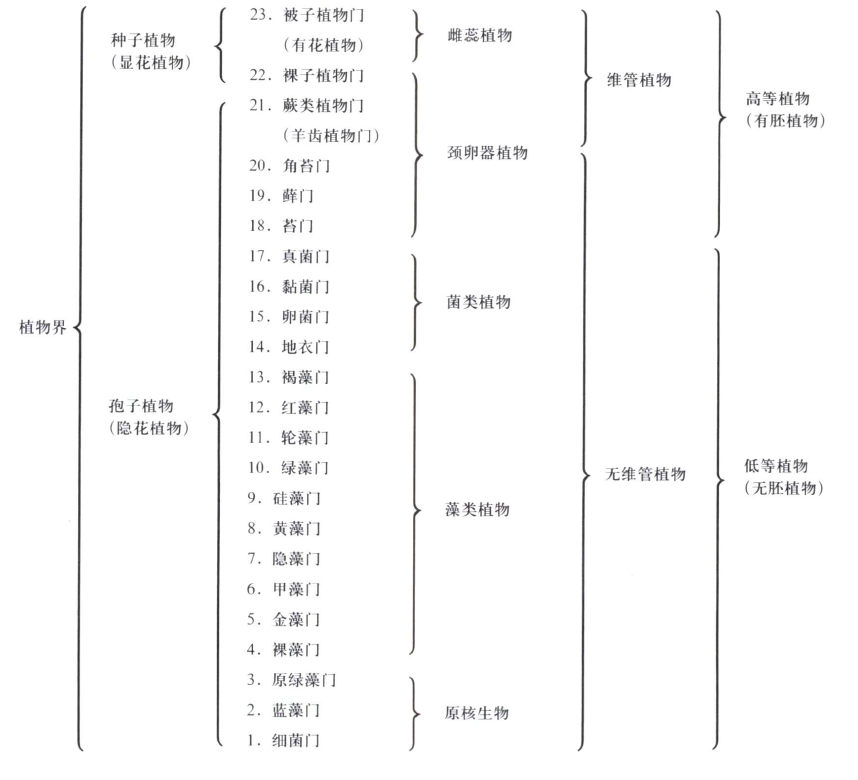 植物界
种子植物
(显花植物)
孢子植物
(隐花植物)
23. 被子植物门
(有花植物)
22. 裸子植物门
21. 蕨类植物门
(羊齿植物门)
20. 角苔门
19. 藓门
18. 苔门
17. 真菌门
16. 黏菌门
15. 卵菌门
14. 地衣门
13. 褐藻门
12. 红藻门
11. 轮藻门
10. 绿藻门
9. 硅藻门
8. 黄藻门
7. 隐藻门
6. 甲藻门
5. 金藻门
4. 裸藻门
3. 原绿藻门
2. 蓝藻门
1. 细菌门
雌蕊植物
颈卵器植物
菌类植物
藻类植物
原核生物
维管植物
无维管植物
高等植物
(有胚植物)
低等植物
(无胚植物)